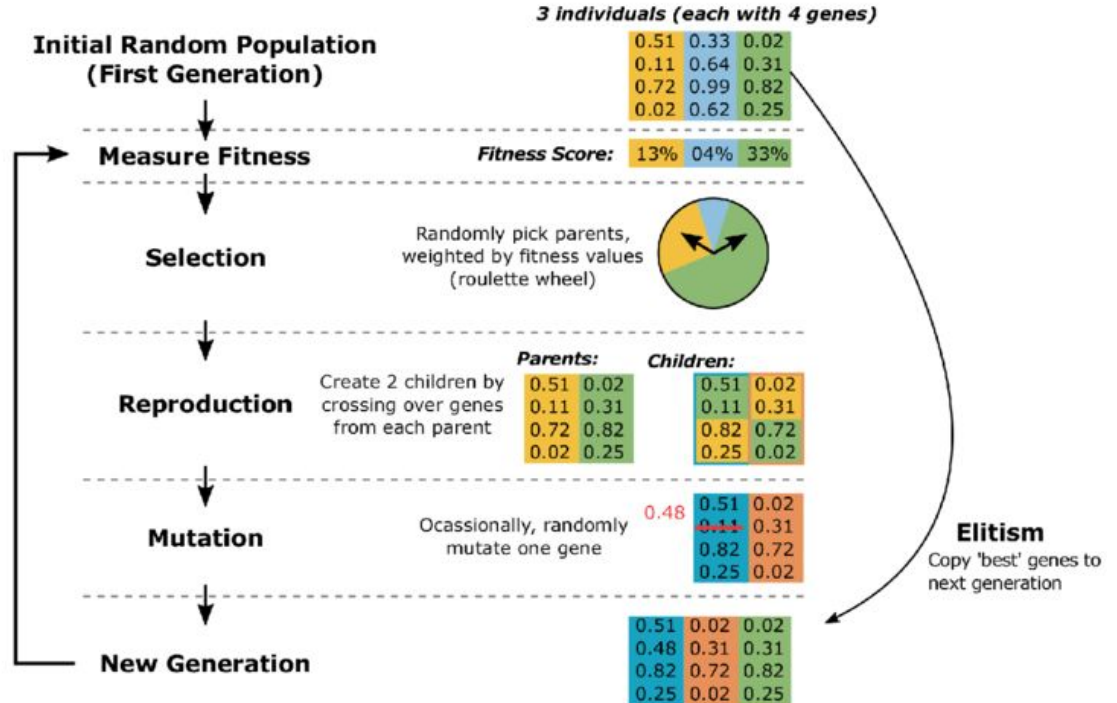 3 individuals (each with 4 genes)
Initial Random Population
(First Generation)
0.51 0.33 0.02
0.11 0.64 0.31
0.72 0.99 0.82
0.02 0.62 0.25
Measure Fitness
Fitness Score: 13% 04% 33%
Selection
Randomly pick parents,
weighted by fitness values
(roulette wheel)
Reproduction
Create 2 children by
crossing over genes
from each parent
Parents:
0.51 0.02
0.11 0.31
0.72 0.82
0.02 0.25
Children:
0.51 0.02
0.11 0.31
0.82 0.72
0.25 0.02
Mutation
Ocassionally, randomly
mutate one gene
0.48
0.51 0.02
0.11 0.31
0.82 0.72
0.25 0.02
Elitism
Copy 'best' genes to
next generation
New Generation
0.51 0.02 0.02
0.48 0.31 0.31
0.82 0.72 0.82
0.25 0.02 0.25